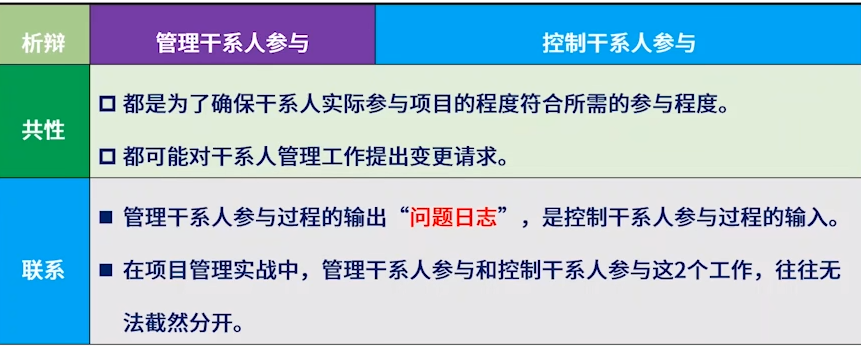 析辩 管理干系人参与 控制干系人参与
共性
都是为了确保干系人实际参与项目的程度符合所需的参与程度。
都可能对干系人管理工作提出变更请求。
联系
管理干系人参与过程的输出“问题日志”，是控制干系人参与过程的输入。
在项目管理实战中，管理干系人参与和控制干系人参与这2个工作，往往无
法截然分开。